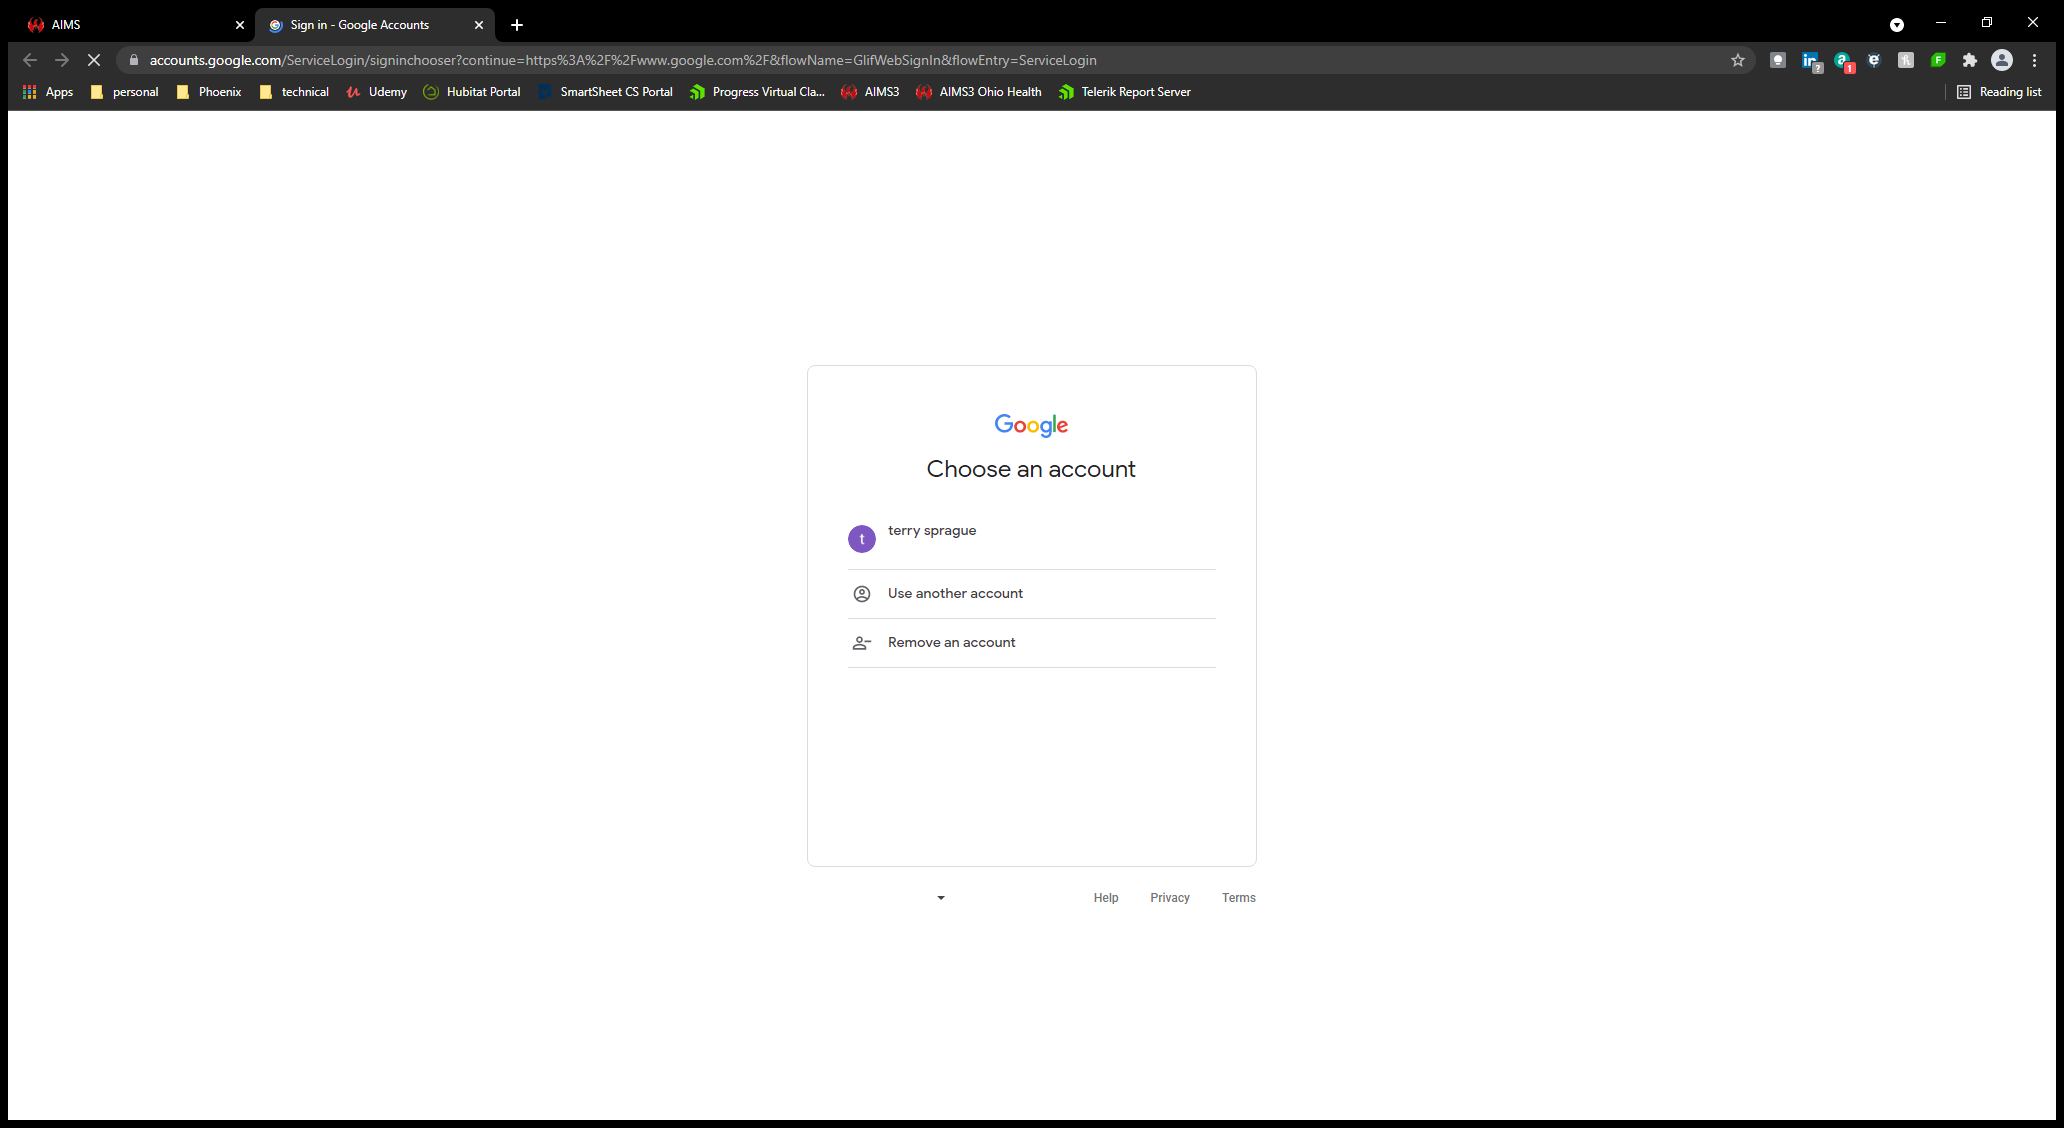 AIMS
Sign in - Google Accounts
accounts.google.com/ServiceLogin/signinchooser?continue=https%3A%2F%2Fwww.google.com%2F&flowName=GlifWebSignIn&flowEntry=ServiceLogin
Apps personal Phoenix technical Udemy Hubitat Portal SmartSheet CS Portal Progress Virtual Cla... AIMS3 AIMS3 Ohio Health Telerik Report Server Reading list
Google
Choose an account
t terry sprague
Use another account
Remove an account
Help Privacy Terms